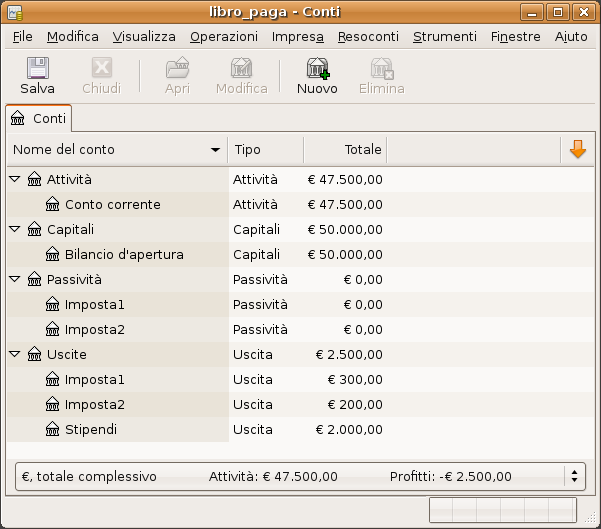 libro_paga - Conti
File Modifica Visualizza Operazioni Impresa Resoconti Strumenti Finestre Aiuto
Salva Chiudi Apri Modifica Nuovo Elimina
Conti
Nome del conto Tipo Totale
Attività Attività € 47.500,00
Conto corrente Attività € 47.500,00
Capitali Capitali € 50.000,00
Bilancio d'apertura Capitali € 50.000,00
Passività Passività € 0,00
Imposta1 Passività € 0,00
Imposta2 Passività € 0,00
Uscite Uscita € 2.500,00
Imposta1 Uscita € 300,00
Imposta2 Uscita € 200,00
Stipendi Uscita € 2.000,00
€, totale complessivo Attività: € 47.500,00 Profitti: -€ 2.500,00